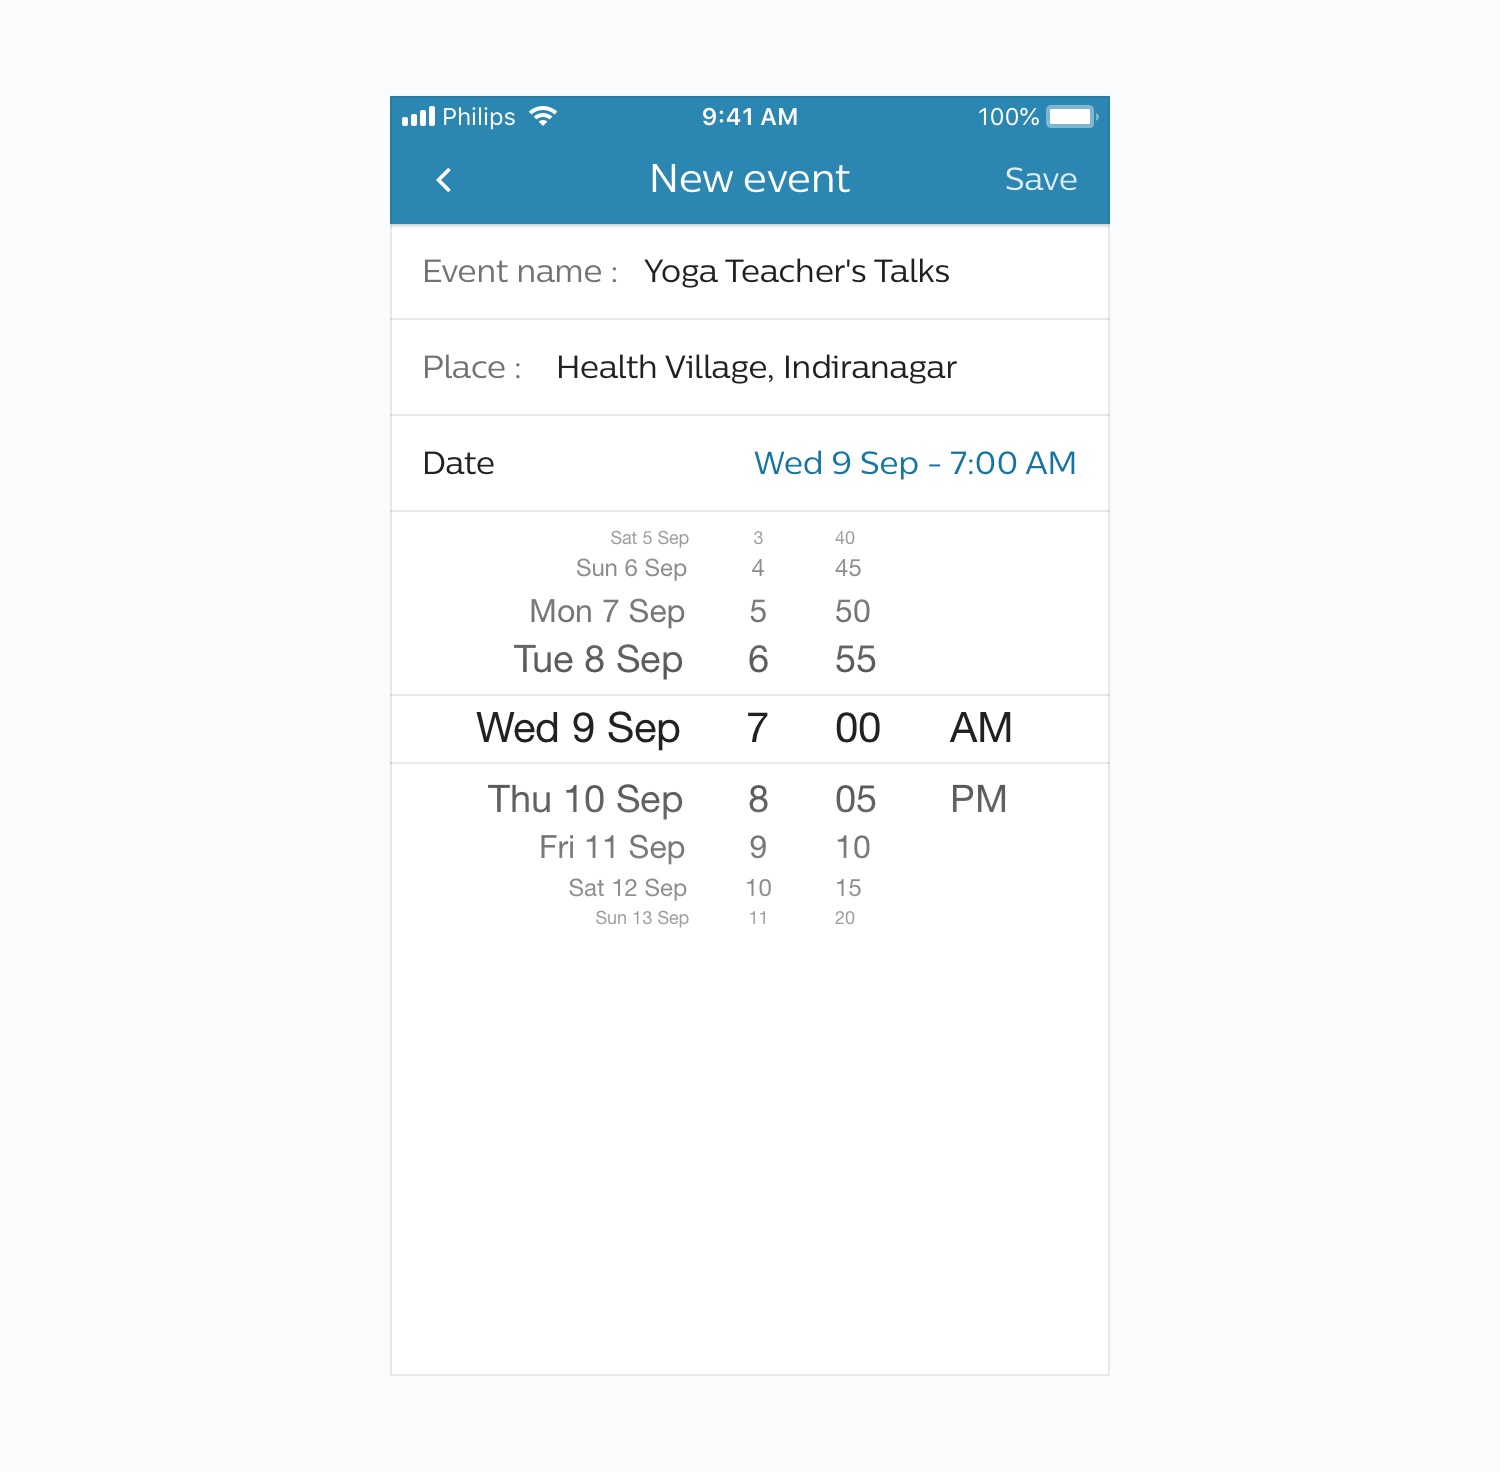 Philips 9:41 AM 100%
New event Save
Event name : Yoga Teacher's Talks
Place : Health Village, Indiranagar
Date Wed 9 Sep - 7:00 AM
Sat 5 Sep 3 40
Sun 6 Sep 4 45
Mon 7 Sep 5 50
Tue 8 Sep 6 55
Wed 9 Sep 7 00 AM
Thu 10 Sep 8 05 PM
Fri 11 Sep 9 10
Sat 12 Sep 10 15
Sun 13 Sep 11 20